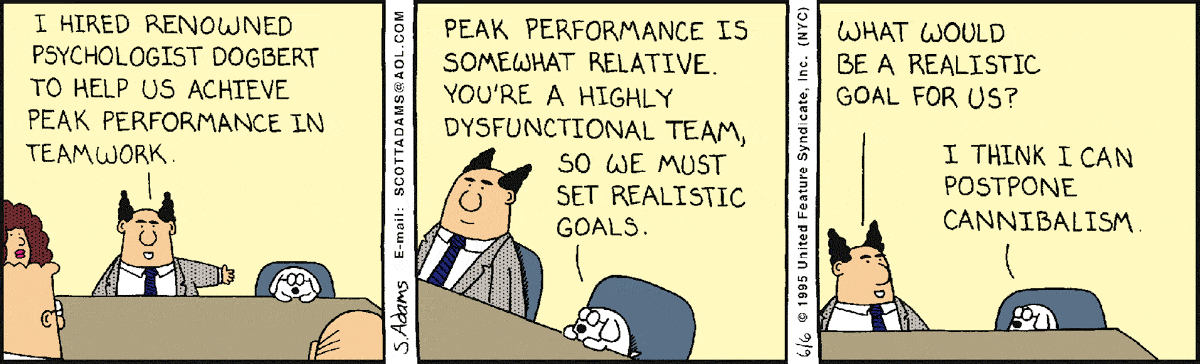 I HIRED RENOWNED
PSYCHOLOGIST DOGBERT
TO HELP US ACHIEVE
PEAK PERFORMANCE IN
TEAMWORK.
S. Adams E-mail: SCOTTADAMS@AOL.COM
PEAK PERFORMANCE IS
SOMEWHAT RELATIVE.
YOU'RE A HIGHLY
DYSFUNCTIONAL TEAM,
SO WE MUST
SET REALISTIC
GOALS.
6/6 © 1995 United Feature Syndicate, Inc. (NYC)
WHAT WOULD
BE A REALISTIC
GOAL FOR US?
I THINK I CAN
POSTPONE
CANNIBALISM.